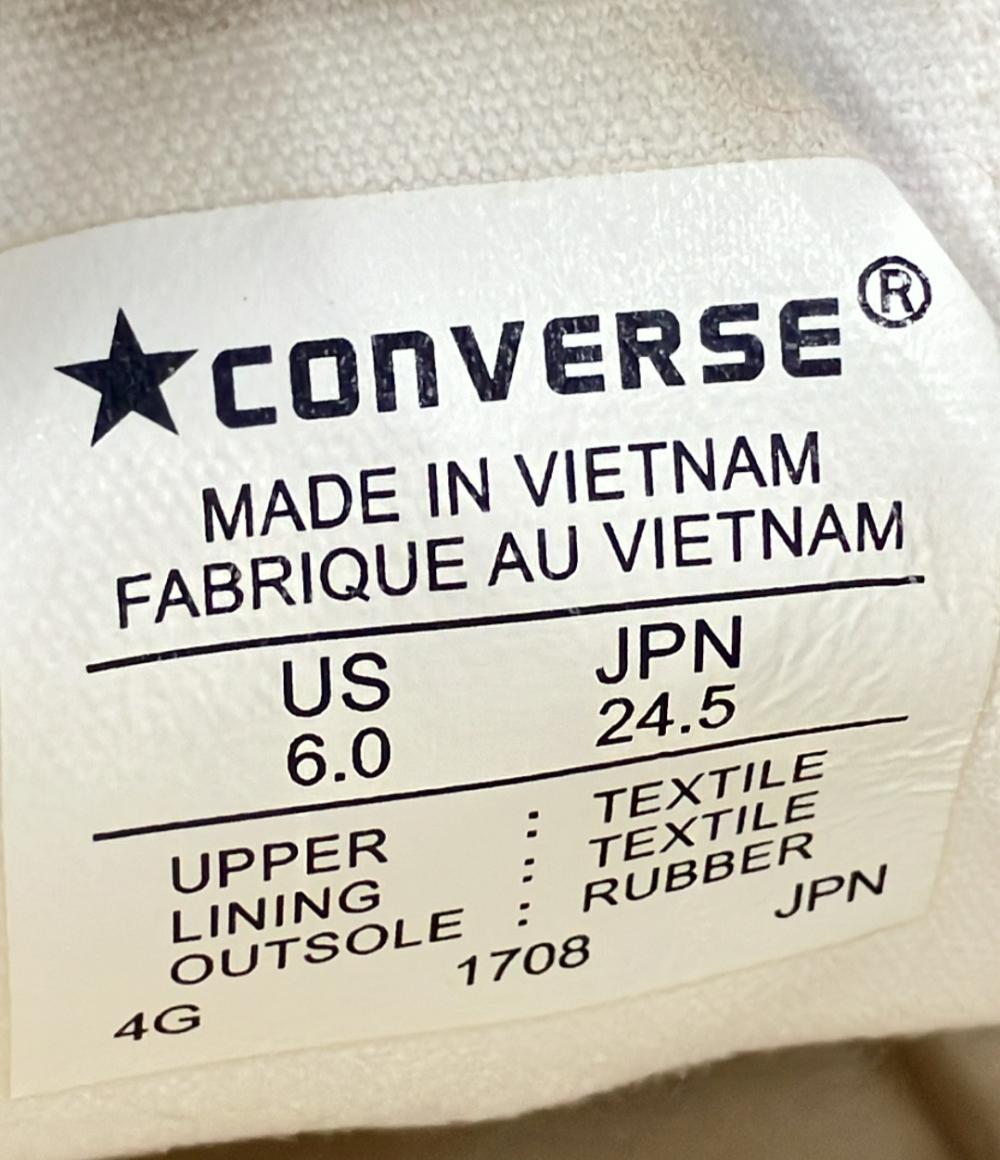 ★CONVERSE®
MADE IN VIETNAM
FABRIQUE AU VIETNAM
US JPN
6.0 24.5
UPPER : TEXTILE
LINING : TEXTILE
OUTSOLE : RUBBER
4G 1708 JPN